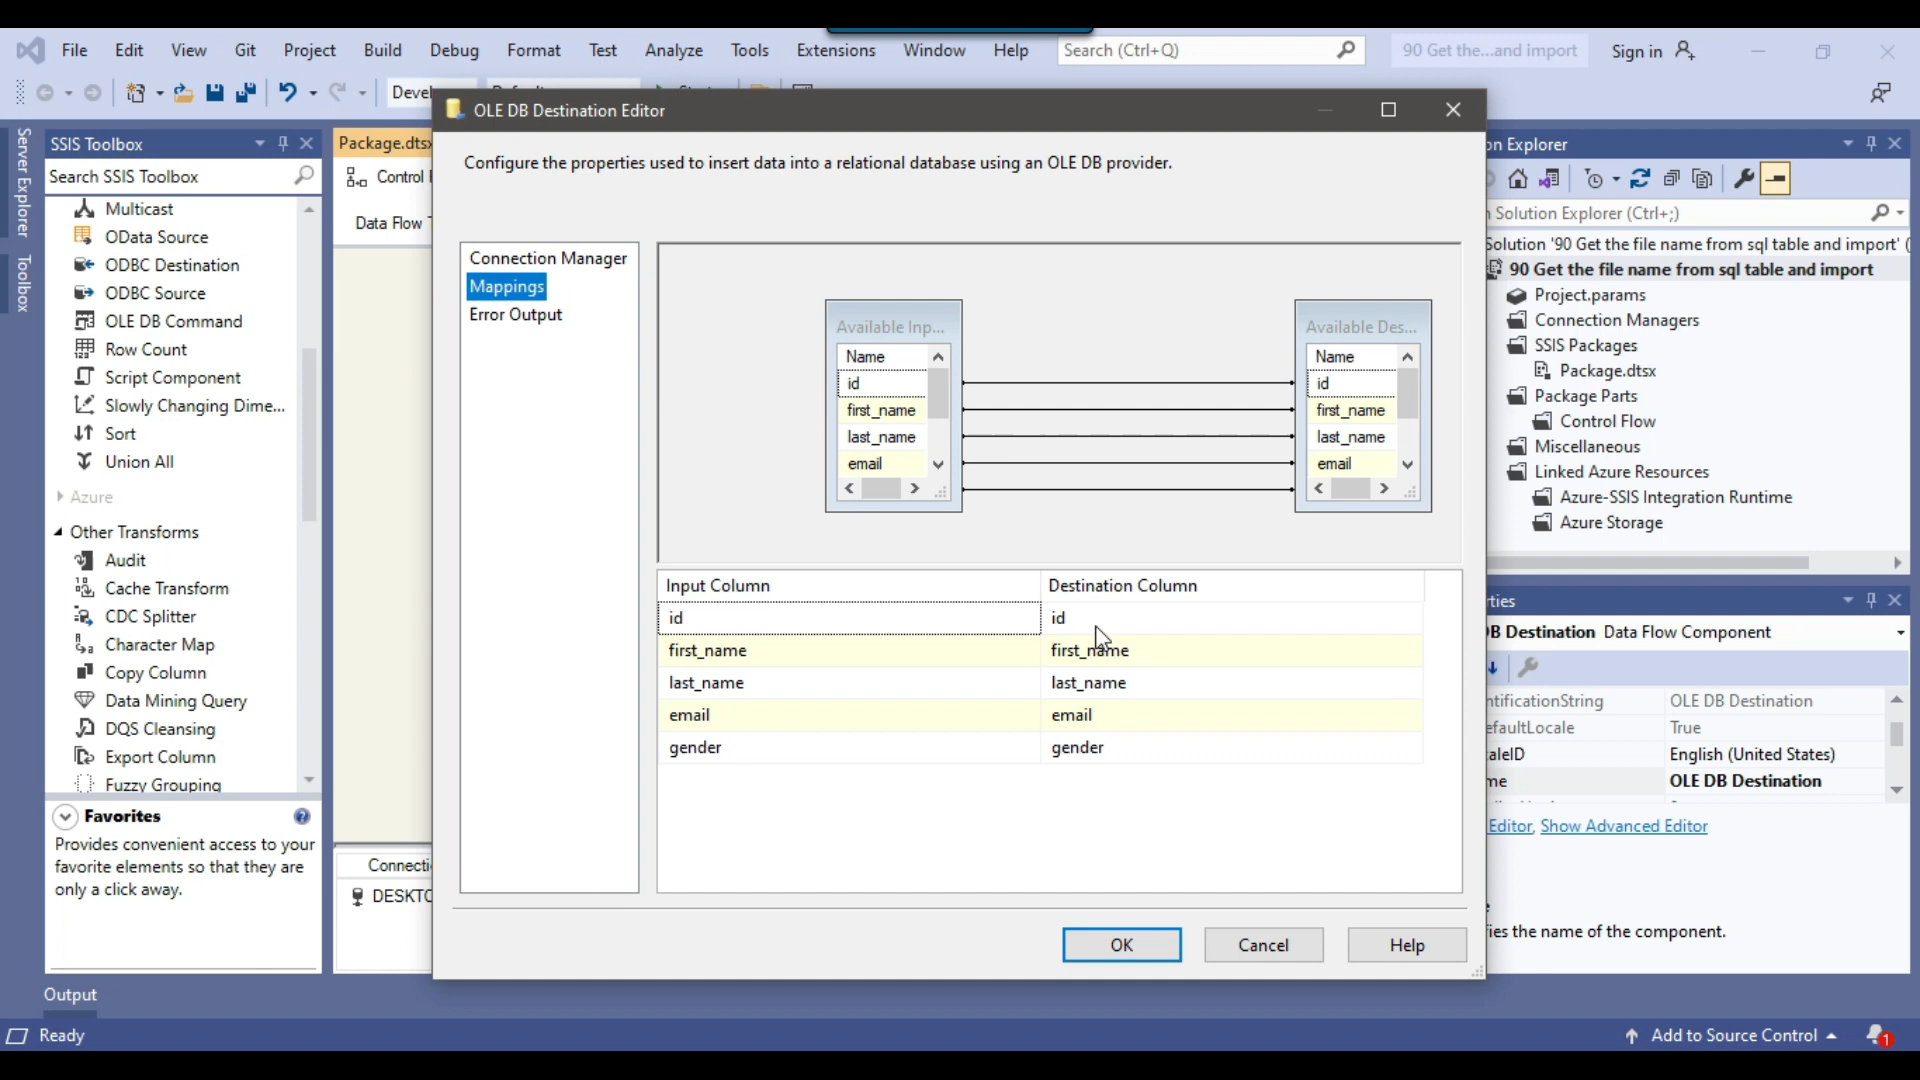 File Edit View Git Project Build Debug Format Test Analyze Tools Extensions Window Help Search (Ctrl+Q) 90 Get the...and import Sign in
Server Explorer
Toolbox
SSIS Toolbox
Search SSIS Toolbox
Multicast
OData Source
ODBC Destination
ODBC Source
OLE DB Command
Row Count
Script Component
Slowly Changing Dime...
Sort
Union All
Azure
Other Transforms
Audit
Cache Transform
CDC Splitter
Character Map
Copy Column
Data Mining Query
DQS Cleansing
Export Column
Fuzzy Grouping
Favorites
Provides convenient access to your
favorite elements so that they are
only a click away.
Package.dts
Control
Data Flow
Connecti
DESKTO
OLE DB Destination Editor
Configure the properties used to insert data into a relational database using an OLE DB provider.
Connection Manager
Mappings
Error Output
Available Inp...
Name
id
first_name
last_name
email
Available Des...
Name
id
first_name
last_name
email
Input Column Destination Column
id id
first_name first_name
last_name last_name
email email
gender gender
OK Cancel Help
on Explorer
Solution Explorer (Ctrl+;)
Solution '90 Get the file name from sql table and import' (
90 Get the file name from sql table and import
Project.params
Connection Managers
SSIS Packages
Package.dtsx
Package Parts
Control Flow
Miscellaneous
Linked Azure Resources
Azure-SSIS Integration Runtime
Azure Storage
rties
B Destination Data Flow Component
ntificationString OLE DB Destination
efaultLocale True
aleID English (United States)
me OLE DB Destination
Editor, Show Advanced Editor
fies the name of the component.
Output
Ready
Add to Source Control
1